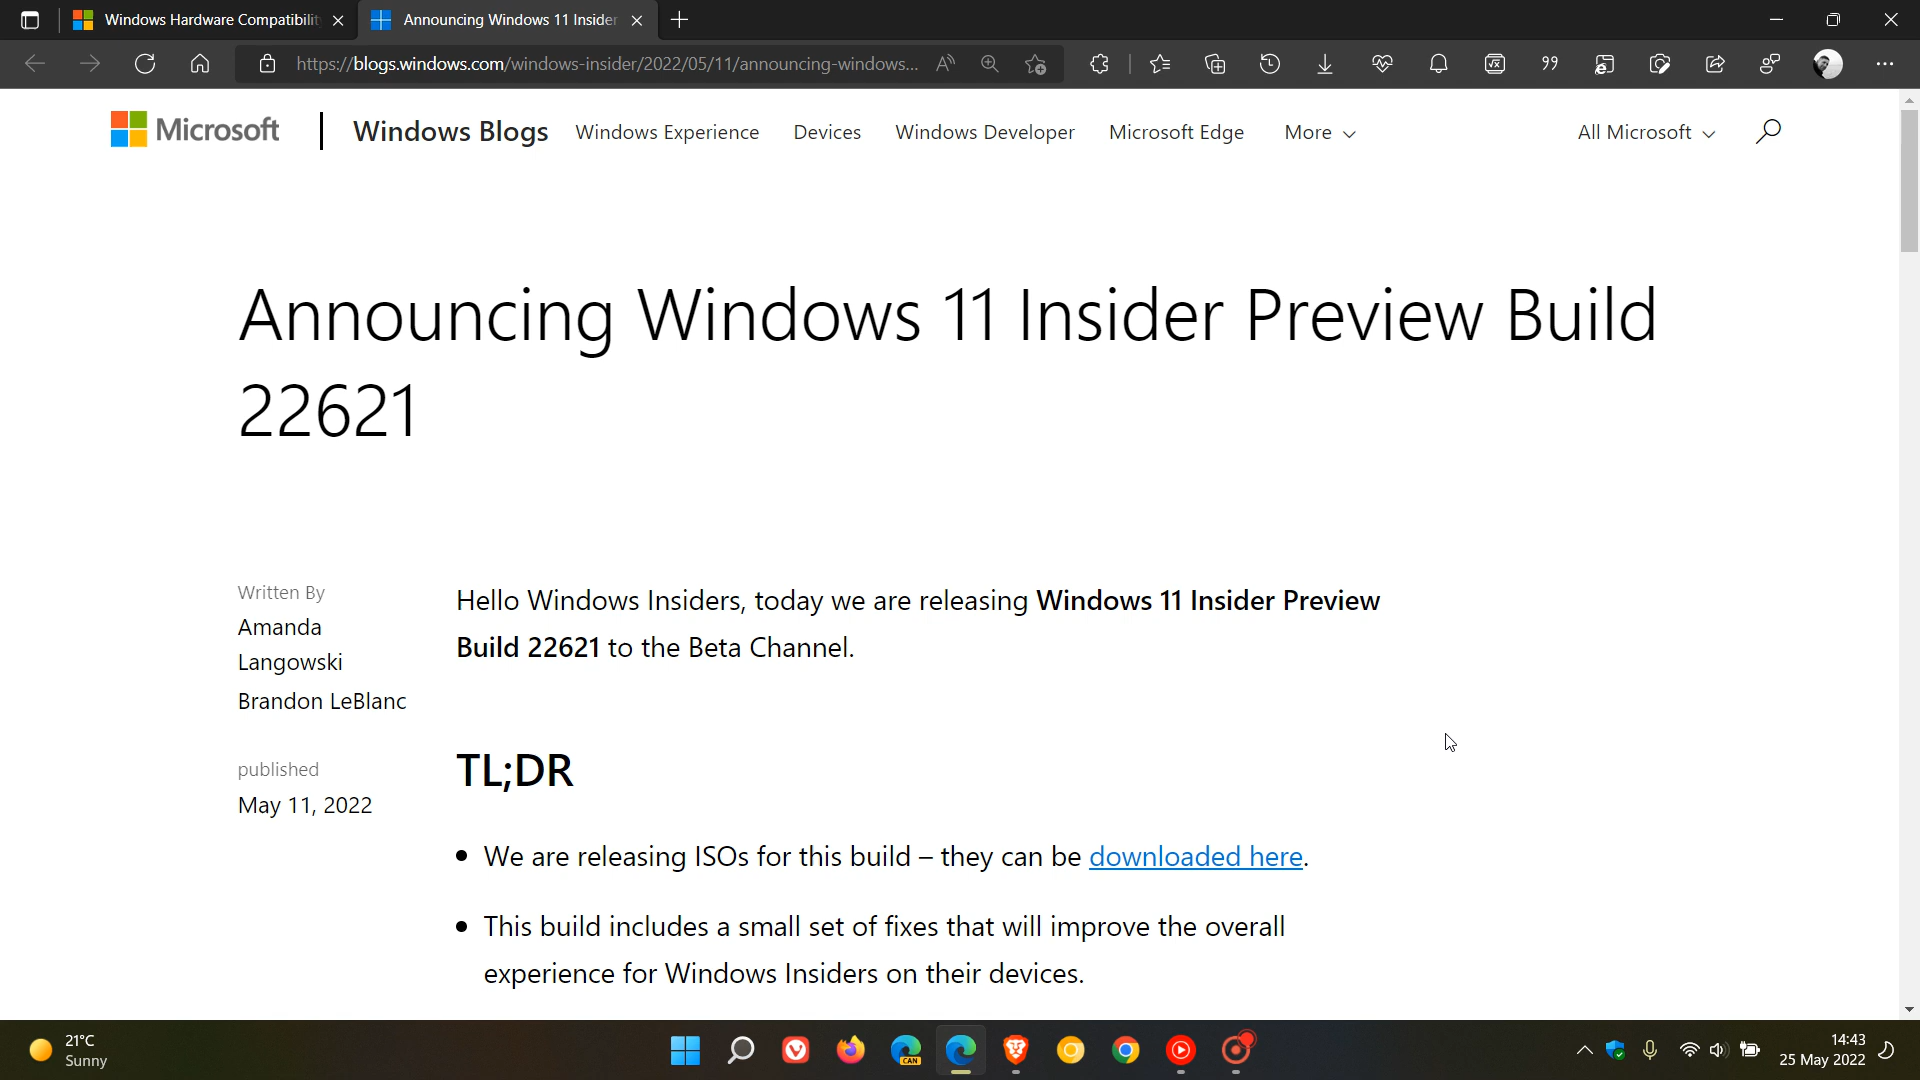 Windows Hardware Compatibilit
Announcing Windows 11 Insider
https://blogs.windows.com/windows-insider/2022/05/11/announcing-windows...
Microsoft
Windows Blogs
Windows Experience
Devices
Windows Developer
Microsoft Edge
More
All Microsoft
Announcing Windows 11 Insider Preview Build
22621
Written By
Amanda
Langowski
Brandon LeBlanc
published
May 11, 2022
Hello Windows Insiders, today we are releasing Windows 11 Insider Preview
Build 22621 to the Beta Channel.
TL;DR
• We are releasing ISOs for this build – they can be downloaded here.
• This build includes a small set of fixes that will improve the overall
experience for Windows Insiders on their devices.
21°C
Sunny
CAN
14:43
25 May 2022